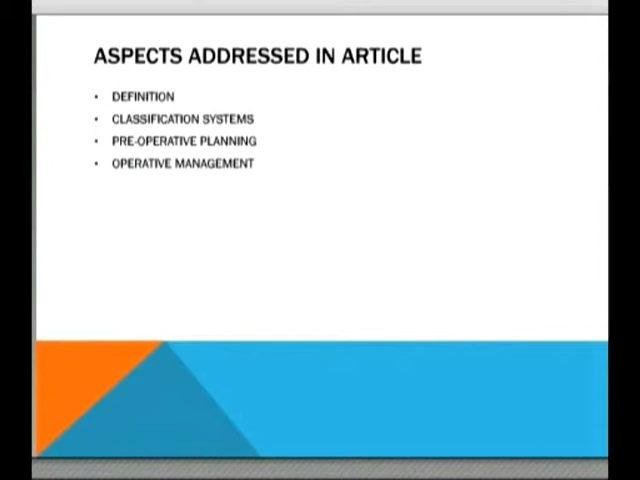 ASPECTS ADDRESSED IN ARTICLE
• DEFINITION
• CLASSIFICATION SYSTEMS
• PRE-OPERATIVE PLANNING
• OPERATIVE MANAGEMENT